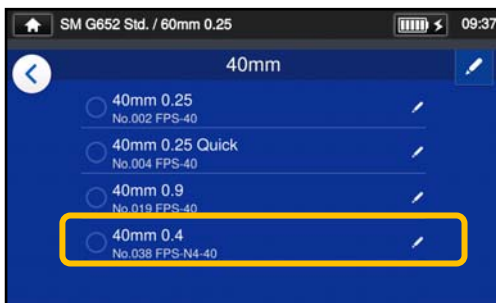 SM G652 Std. / 60mm 0.25
09:37
40mm
40mm 0.25
No.002 FPS-40
40mm 0.25 Quick
No.004 FPS-40
40mm 0.9
No.019 FPS-40
40mm 0.4
No.038 FPS-N4-40